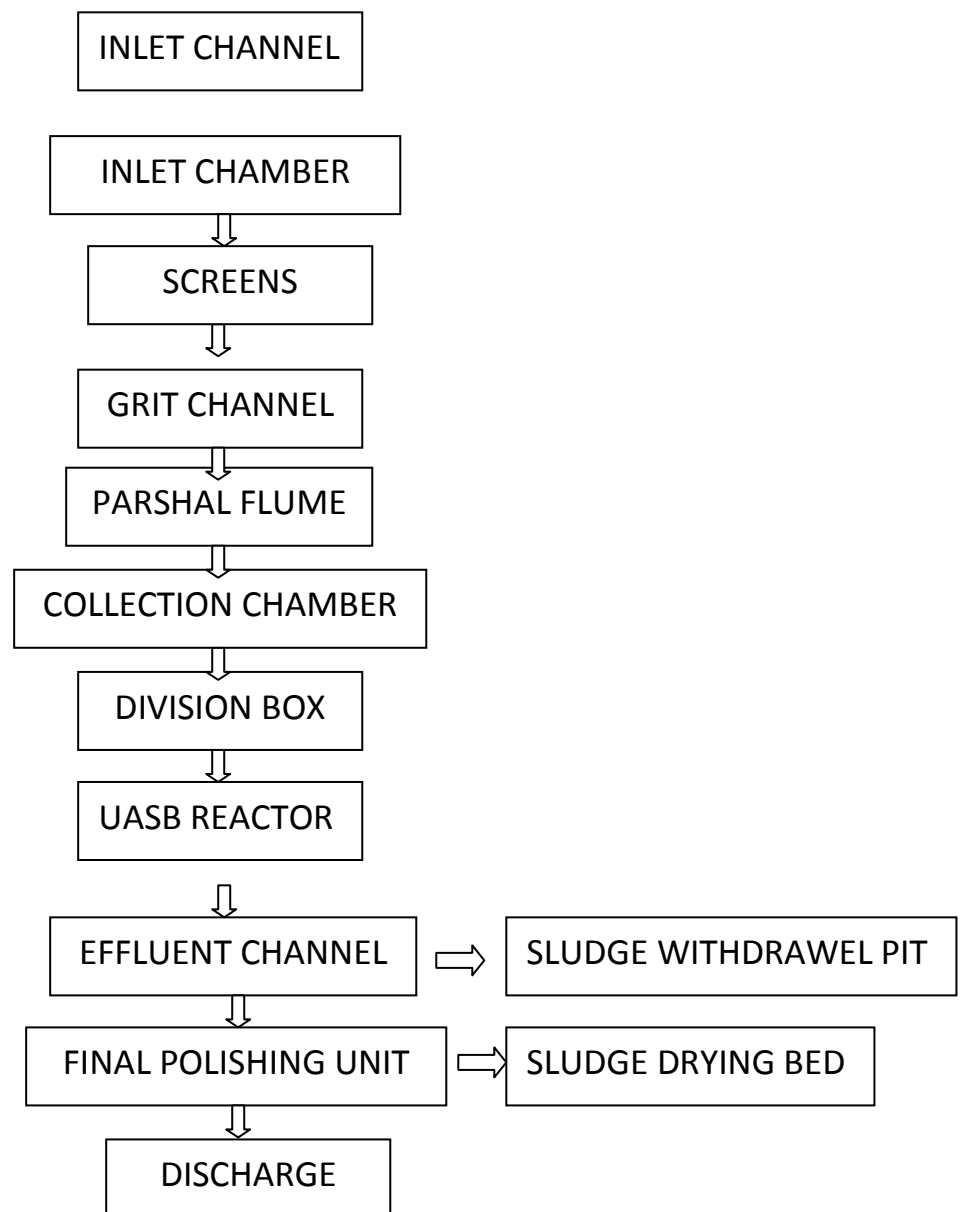 INLET CHANNEL
INLET CHAMBER
SCREENS
GRIT CHANNEL
PARSHAL FLUME
COLLECTION CHAMBER
DIVISION BOX
UASB REACTOR
EFFLUENT CHANNEL
SLUDGE WITHDRAWEL PIT
FINAL POLISHING UNIT
SLUDGE DRYING BED
DISCHARGE